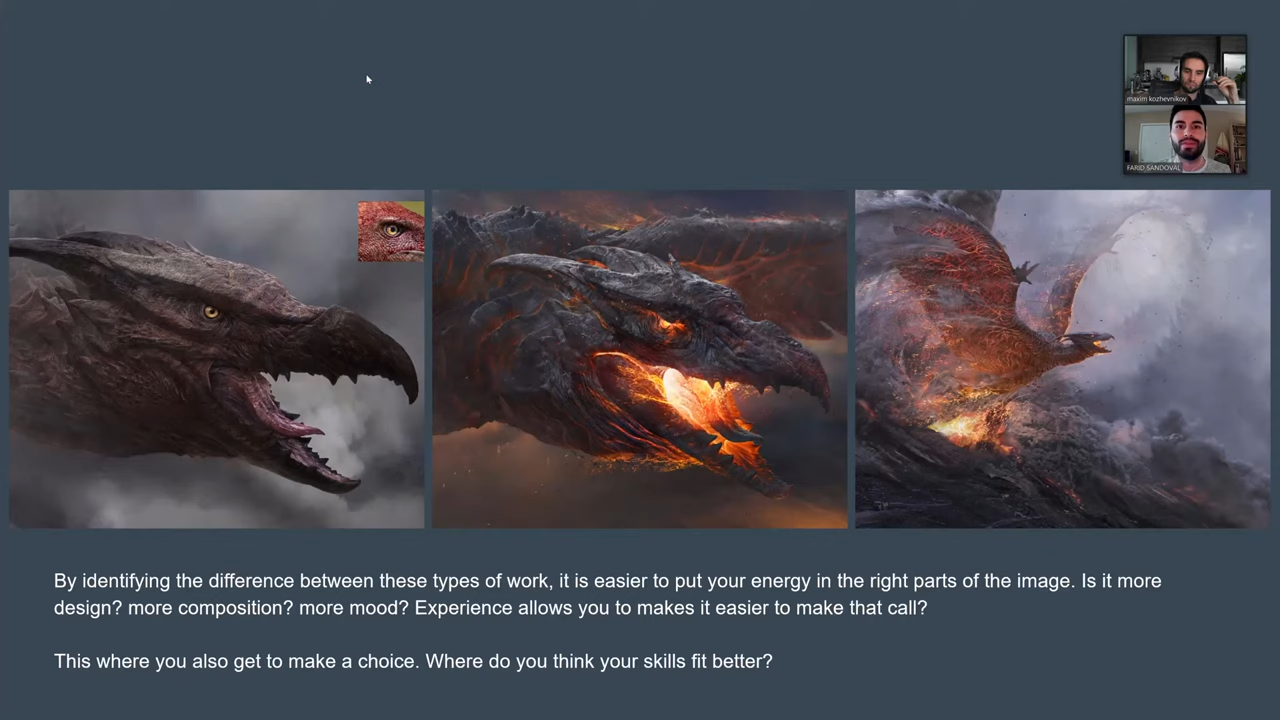 maxim kozhevnikov
FARID SANDOVAL
By identifying the difference between these types of work, it is easier to put your energy in the right parts of the image. Is it more
design? more composition? more mood? Experience allows you to makes it easier to make that call?
This where you also get to make a choice. Where do you think your skills fit better?